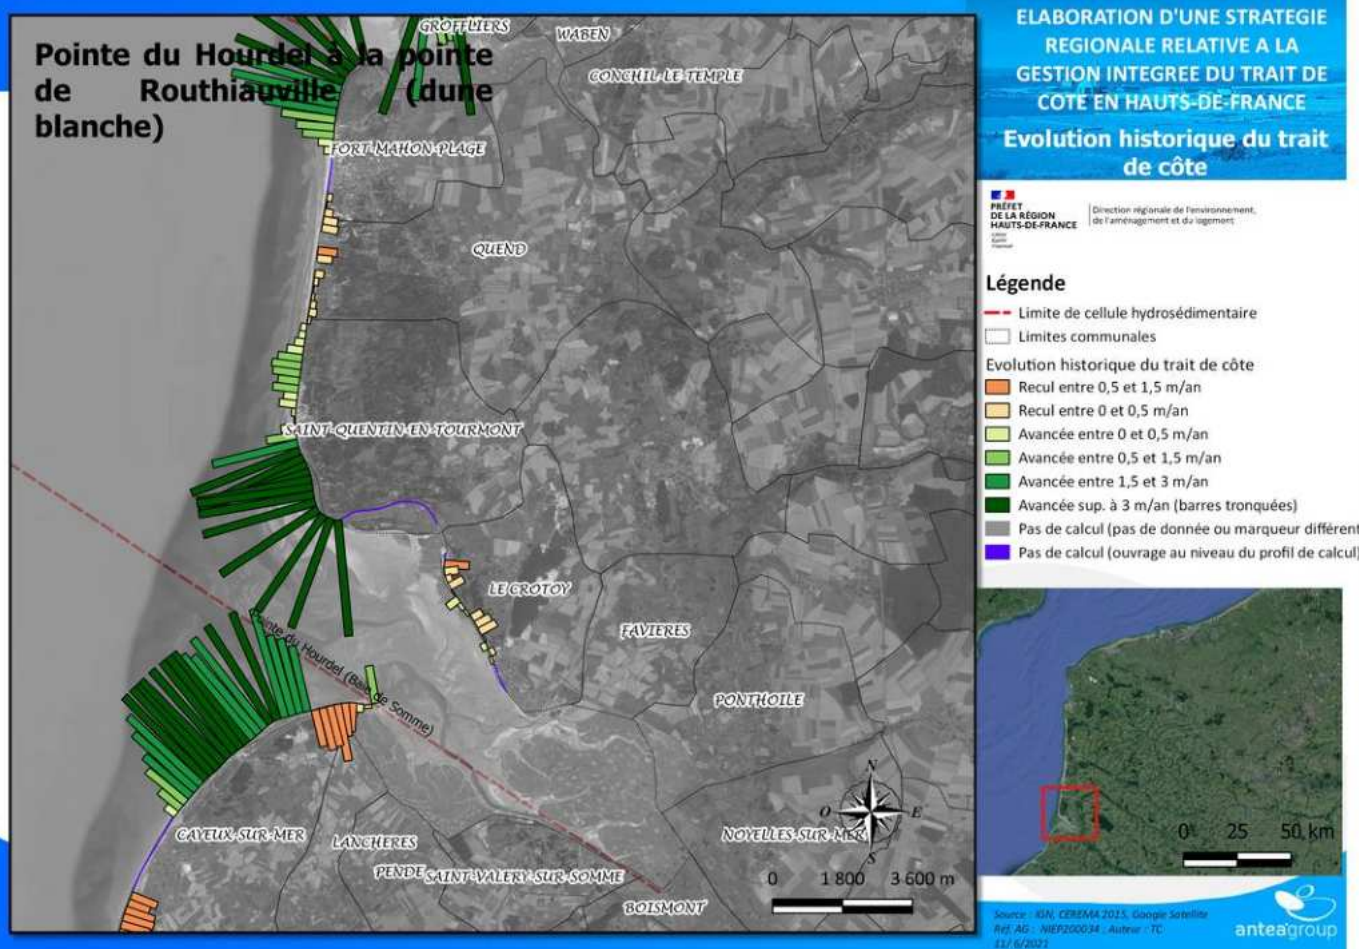 Pointe du Hourdel à la pointe
de Routhiauville (dune
blanche)
GROFFLIERS
WABEN
CONCHIL-LE-TEMPLE
FORT-MAHON-PLAGE
QUEND
SAINT-QUENTIN-EN-TOURMONT
LE CROTOY
FAVIERES
PONTHOILE
Pointe du Hourdel (Baie de Somme)
CAYEUX-SUR-MER
LANCHERES
PENDE
SAINT-VALERY-SUR-SOMME
NOYELLES-SUR-MER
BOISMONT
N
O
E
S
0 1 800 3 600 m
ELABORATION D'UNE STRATEGIE
REGIONALE RELATIVE A LA
GESTION INTEGREE DU TRAIT DE
COTE EN HAUTS-DE-FRANCE
Evolution historique du trait
de côte
PRÉFET
DE LA RÉGION
HAUTS-DE-FRANCE
Direction régionale de l'environnement,
de l'aménagement et du logement
Légende
Limite de cellule hydrosédimentaire
Limites communales
Evolution historique du trait de côte
Recul entre 0,5 et 1,5 m/an
Recul entre 0 et 0,5 m/an
Avancée entre 0 et 0,5 m/an
Avancée entre 0,5 et 1,5 m/an
Avancée entre 1,5 et 3 m/an
Avancée sup. à 3 m/an (barres tronquées)
Pas de calcul (pas de donnée ou marqueur différent
Pas de calcul (ouvrage au niveau du profil de calcul)
0 25 50 km
Source : IGN, CEREMA 2015, Google Satellite
Réf. AG : NIEP200034 ; Auteur : TC
11/ 6/2021
anteagroup